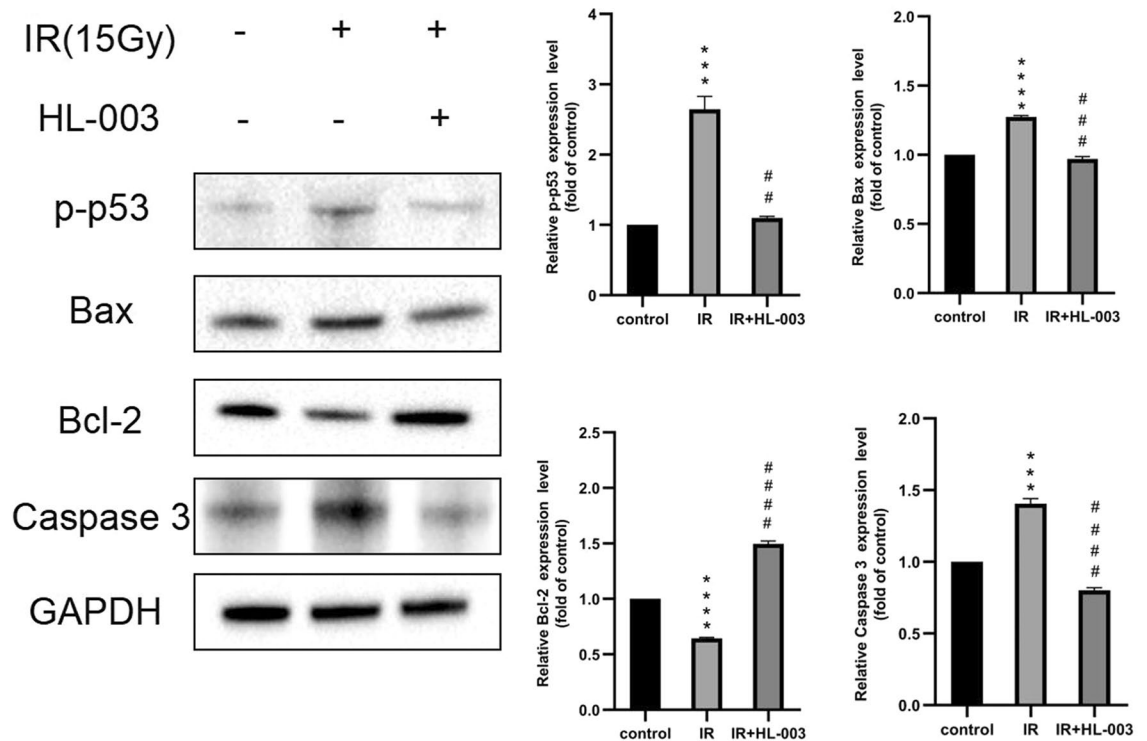 IR(15Gy) - + +
HL-003 - - +
p-p53
Bax
Bcl-2
Caspase 3
GAPDH
Relative p-p53 expression level
(fold of control)
4
3
2
1
0
***
##
control IR IR+HL-003
Relative Bax expression level
(fold of control)
2.0
1.5
1.0
0.5
0.0
****
###
control IR IR+HL-003
Relative Bcl-2 expression level
(fold of control)
2.5
2.0
1.5
1.0
0.5
0.0
****
####
control IR IR+HL-003
Relative Caspase 3 expression level
(fold of control)
2.0
1.5
1.0
0.5
0.0
***
####
control IR IR+HL-003